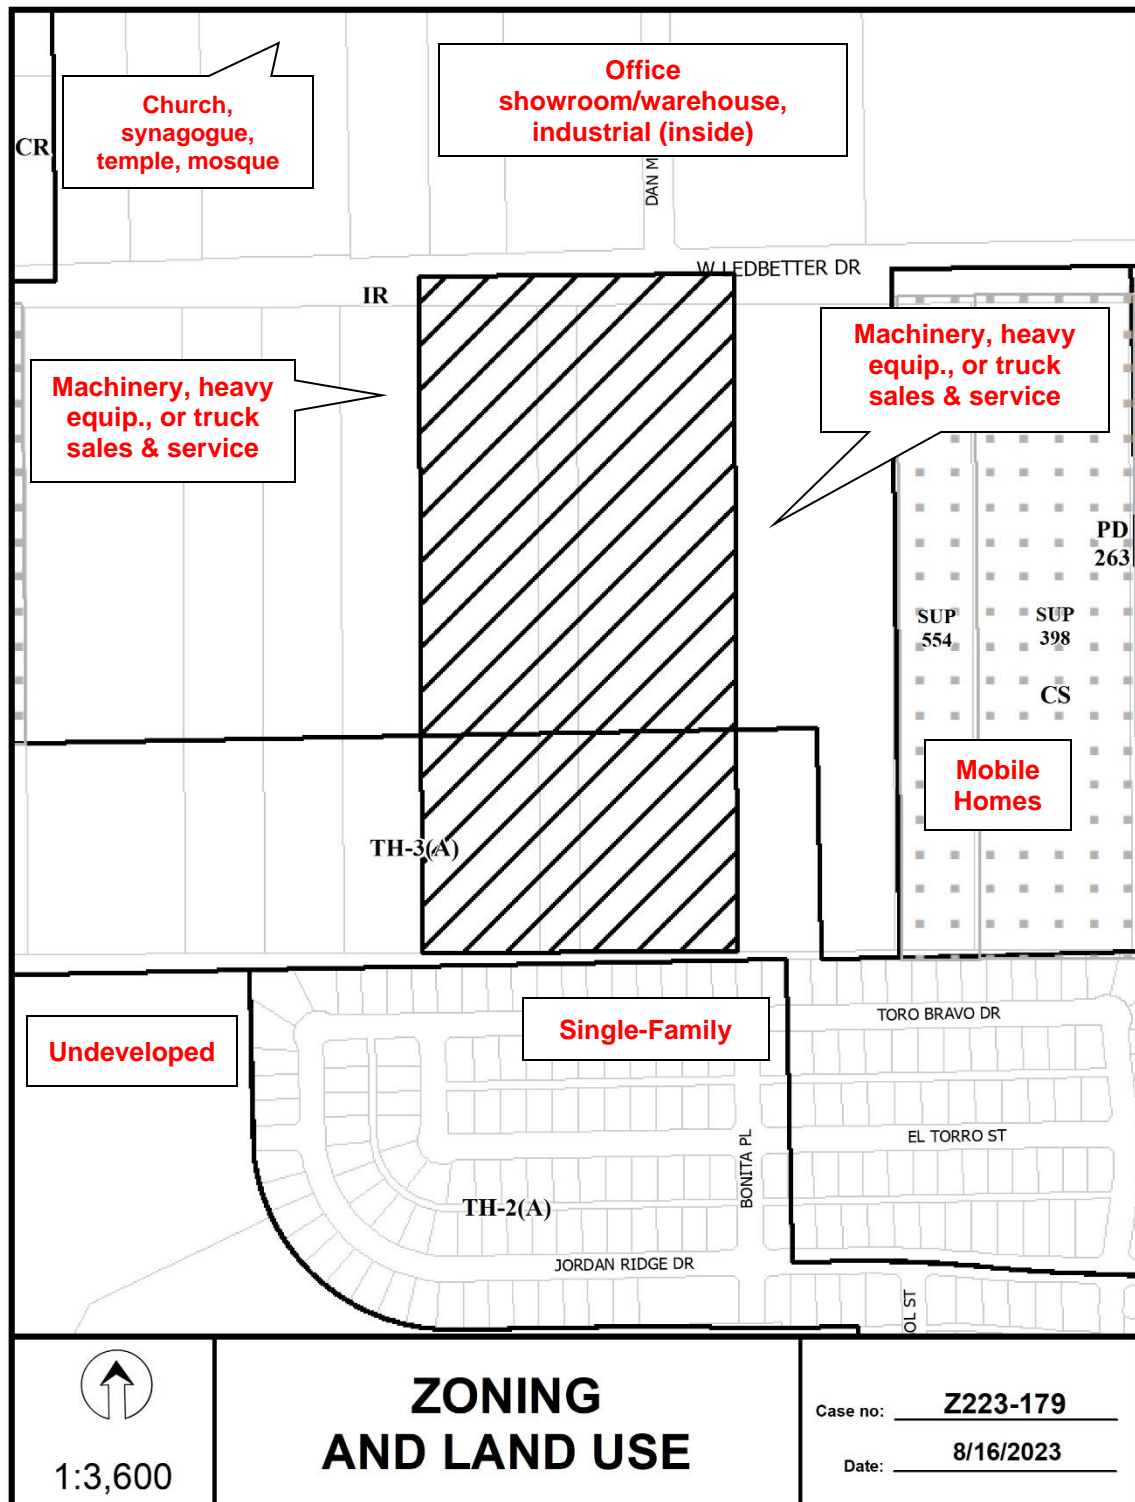 Church,
synagogue,
temple, mosque
Office
showroom/warehouse,
industrial (inside)
CR
DAN M
W LEDBETTER DR
IR
Machinery, heavy
equip., or truck
sales & service
Machinery, heavy
equip., or truck
sales & service
PD
263
SUP
554
SUP
398
CS
Mobile
Homes
TH-3(A)
Undeveloped
Single-Family
TORO BRAVO DR
EL TORRO ST
BONITA PL
TH-2(A)
JORDAN RIDGE DR
OL ST
1:3,600
ZONING
AND LAND USE
Case no: Z223-179
Date: 8/16/2023